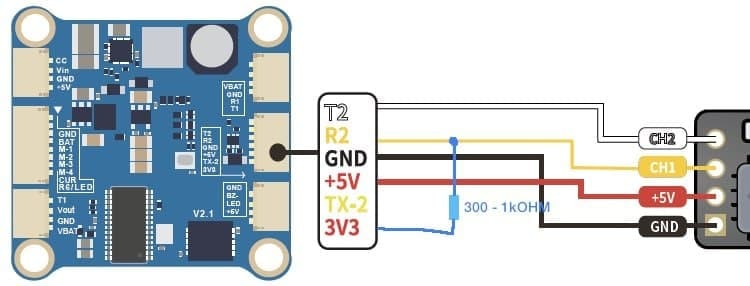 CC
Vin
GND
+5V
GND
BAT
M-1
M-2
M-3
M-4
CUR
R6/LED
T1
Vout
GND
VBAT
V2.1
VBAT
GND
R1
T1
T2
R2
GND
+5V
TX-2
3V3
GND
BZ-
LED
+5V
T2
R2
GND
+5V
TX-2
3V3
300 - 1kOHM
CH2
CH1
+5V
GND